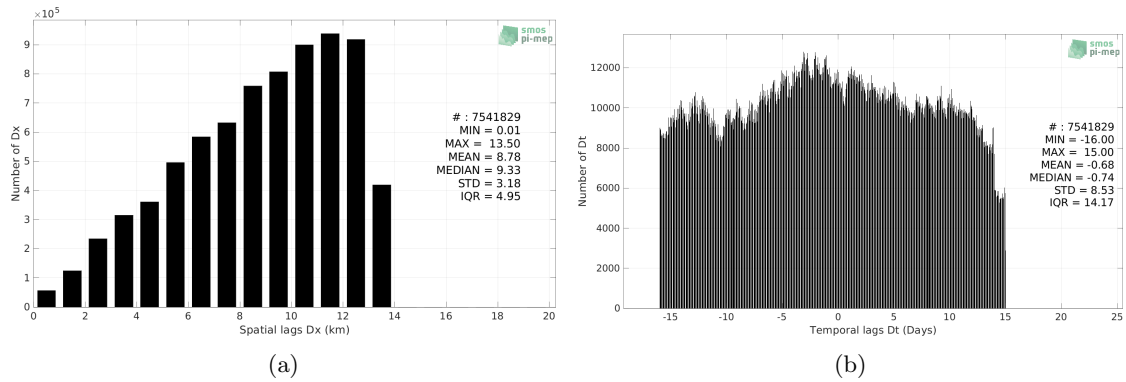 ×10⁵
9
8
7
6
5
4
3
2
1
0
Number of Dx
0 2 4 6 8 10 12 14 16 18 20
Spatial lags Dx (km)
smos
pi-mep
# : 7541829
MIN = 0.01
MAX = 13.50
MEAN = 8.78
MEDIAN = 9.33
STD = 3.18
IQR = 4.95
(a)
12000
10000
8000
6000
4000
2000
0
Number of Dt
-15 -10 -5 0 5 10 15 20 25
Temporal lags Dt (Days)
smos
pi-mep
# : 7541829
MIN = -16.00
MAX = 15.00
MEAN = -0.68
MEDIAN = -0.74
STD = 8.53
IQR = 14.17
(b)